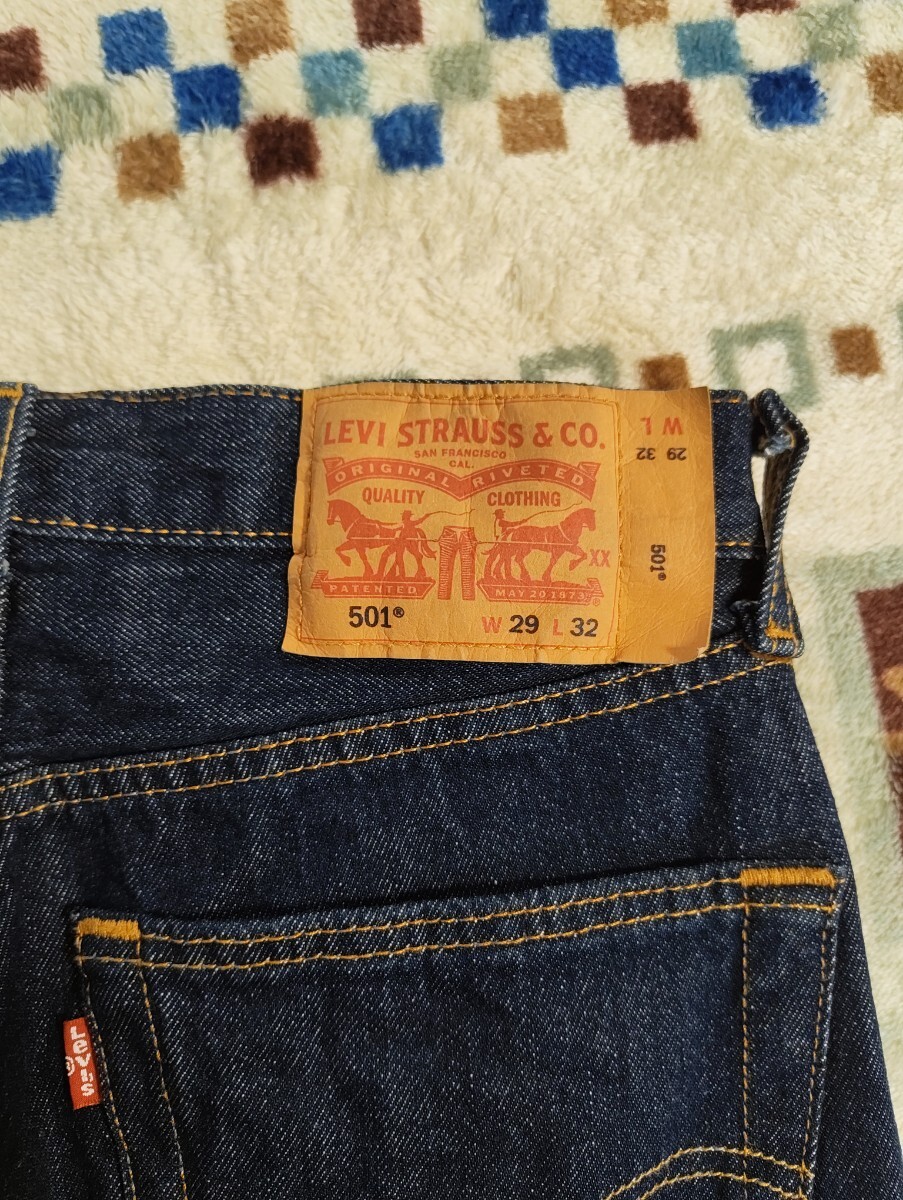 LEVI STRAUSS & CO.
SAN FRANCISCO
CAL.
ORIGINAL RIVETED
QUALITY CLOTHING
XX
PATENTED MAY 20 1873 ®
501® W 29 L 32
W L
29 32
501®
Levi's
®